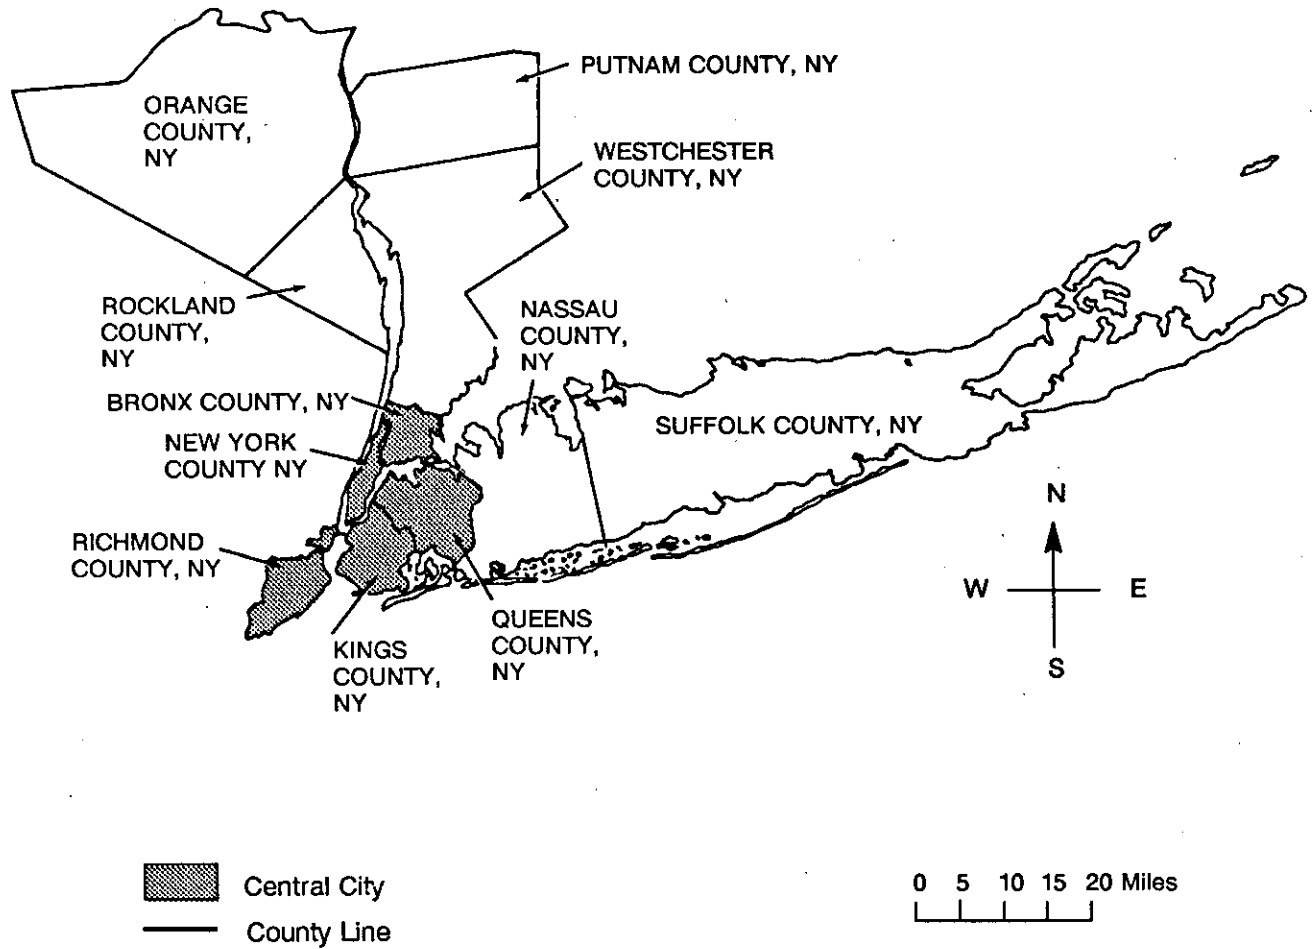 PUTNAM COUNTY, NY
ORANGE
COUNTY,
NY
WESTCHESTER
COUNTY, NY
ROCKLAND
COUNTY,
NY
NASSAU
COUNTY,
NY
BRONX COUNTY, NY
SUFFOLK COUNTY, NY
NEW YORK
COUNTY NY
RICHMOND
COUNTY, NY
QUEENS
COUNTY,
NY
KINGS
COUNTY,
NY
N
W E
S
Central City
County Line
0 5 10 15 20 Miles